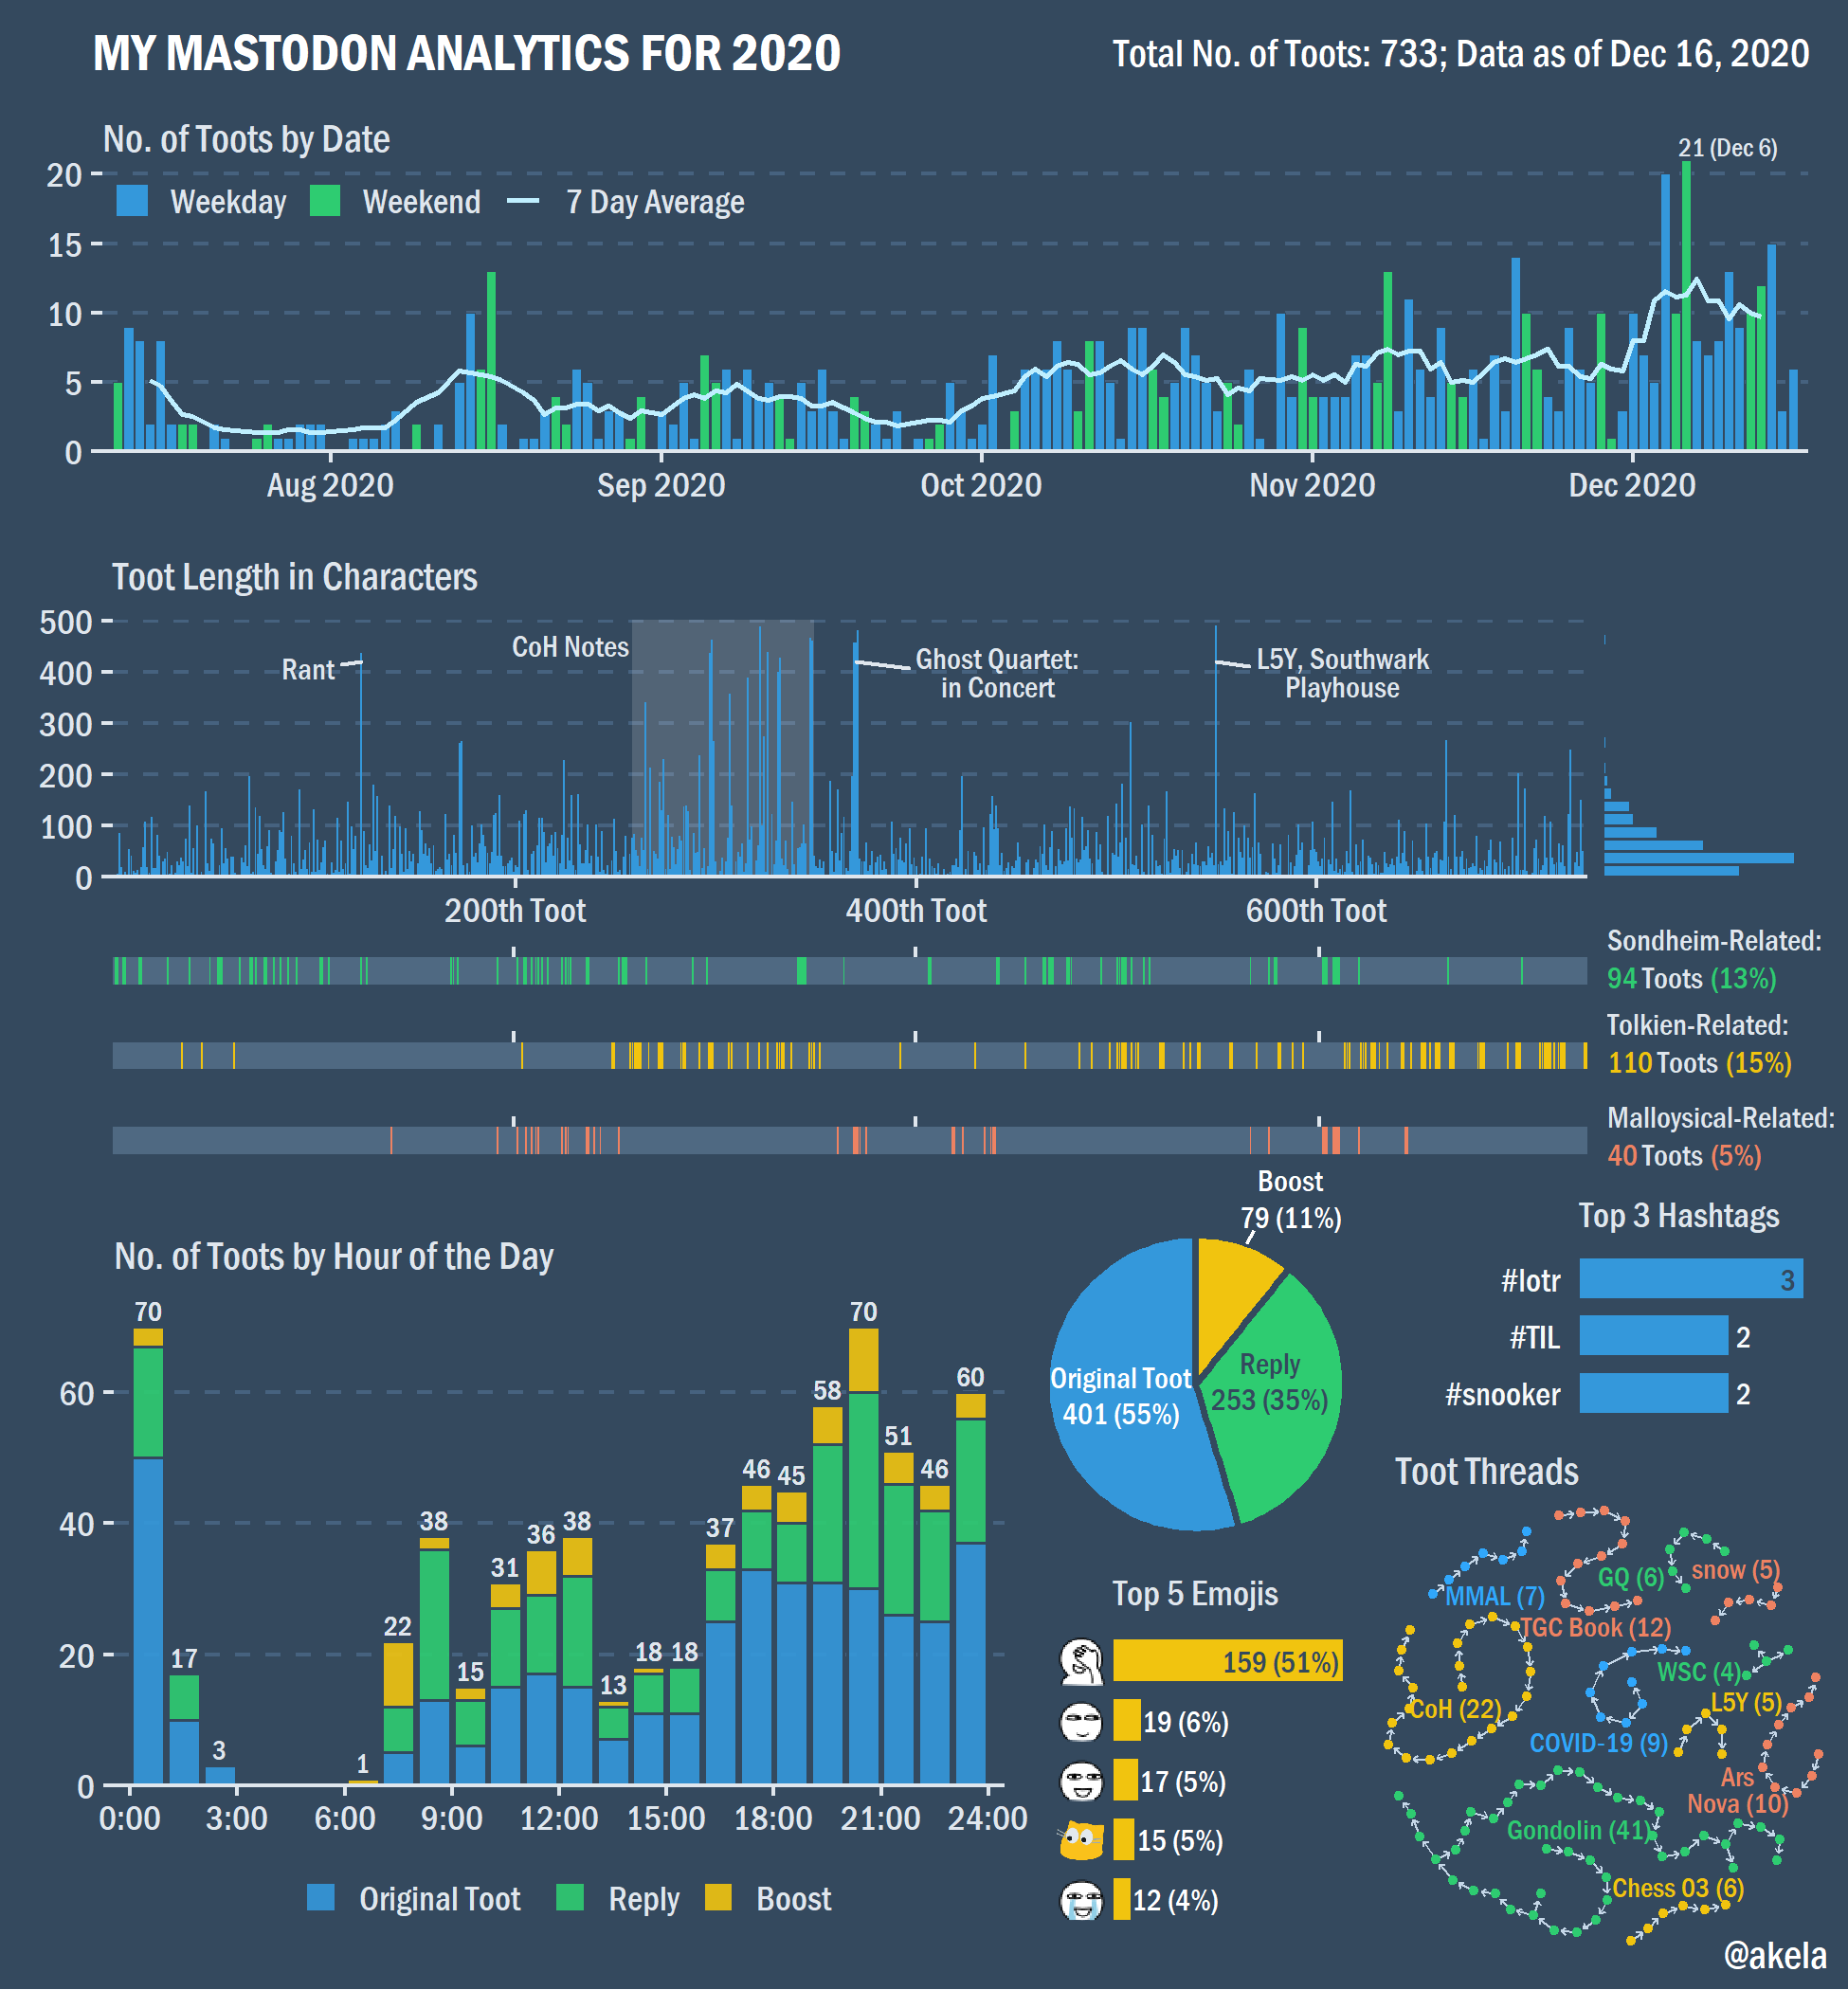 MY MASTODON ANALYTICS FOR 2020
Total No. of Toots: 733; Data as of Dec 16, 2020
No. of Toots by Date
21 (Dec 6)
Weekday Weekend 7 Day Average
20
15
10
5
0
Aug 2020 Sep 2020 Oct 2020 Nov 2020 Dec 2020
Toot Length in Characters
500
400
300
200
100
0
Rant
CoH Notes
Ghost Quartet:
in Concert
L5Y, Southwark
Playhouse
200th Toot 400th Toot 600th Toot
Sondheim-Related:
94 Toots (13%)
Tolkien-Related:
110 Toots (15%)
Malloysical-Related:
40 Toots (5%)
No. of Toots by Hour of the Day
60
40
20
0
70 17 3 1 22 38 15 31 36 38 13 18 18 37 46 45 58 70 51 46 60
0:00 3:00 6:00 9:00 12:00 15:00 18:00 21:00 24:00
Original Toot Reply Boost
Boost
79 (11%)
Reply
253 (35%)
Original Toot
401 (55%)
Top 3 Hashtags
#lotr 3
#TIL 2
#snooker 2
Top 5 Emojis
159 (51%)
19 (6%)
17 (5%)
15 (5%)
12 (4%)
Toot Threads
MMAL (7)
GQ (6)
snow (5)
TGC Book (12)
WSC (4)
CoH (22)
L5Y (5)
COVID-19 (9)
Ars
Nova (10)
Gondolin (41)
Chess 03 (6)
@akela